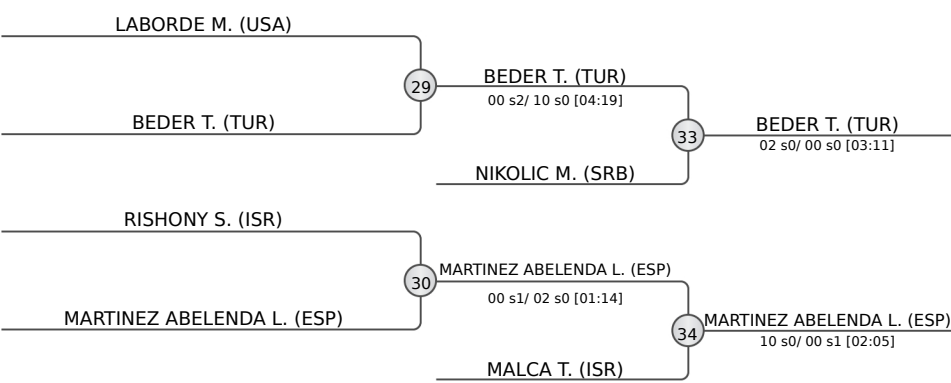 LABORDE M. (USA)
29
BEDER T. (TUR)
00 s2/ 10 s0 [04:19]
BEDER T. (TUR)
33
BEDER T. (TUR)
02 s0/ 00 s0 [03:11]
NIKOLIC M. (SRB)
RISHONY S. (ISR)
30
MARTINEZ ABELENDA L. (ESP)
00 s1/ 02 s0 [01:14]
MARTINEZ ABELENDA L. (ESP)
34
MARTINEZ ABELENDA L. (ESP)
10 s0/ 00 s1 [02:05]
MALCA T. (ISR)